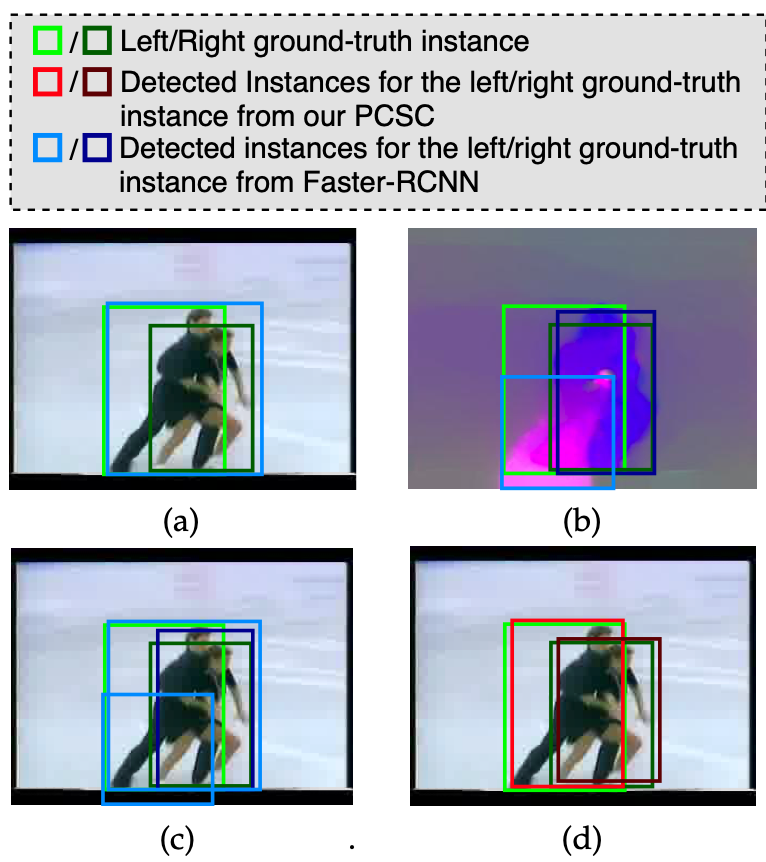 / Left/Right ground-truth instance
/ Detected Instances for the left/right ground-truth
instance from our PCSC
/ Detected instances for the left/right ground-truth
instance from Faster-RCNN
(a)
(b)
(c)
.
(d)